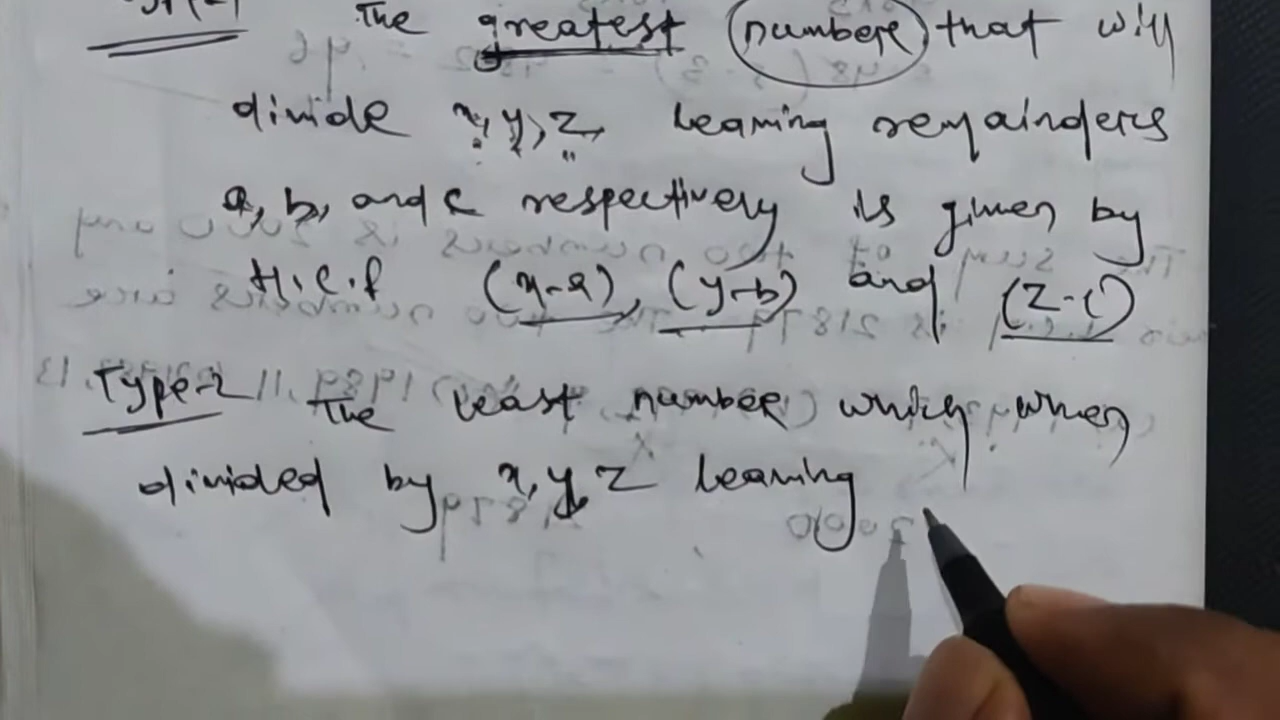 The greatest number that will
divide x, y, z, leaving remainders
a, b, and c respectively is given by
H.C.F (x-a), (y-b) and (z-c)
Type-2 The least number which when
divided by x, y, z leaving